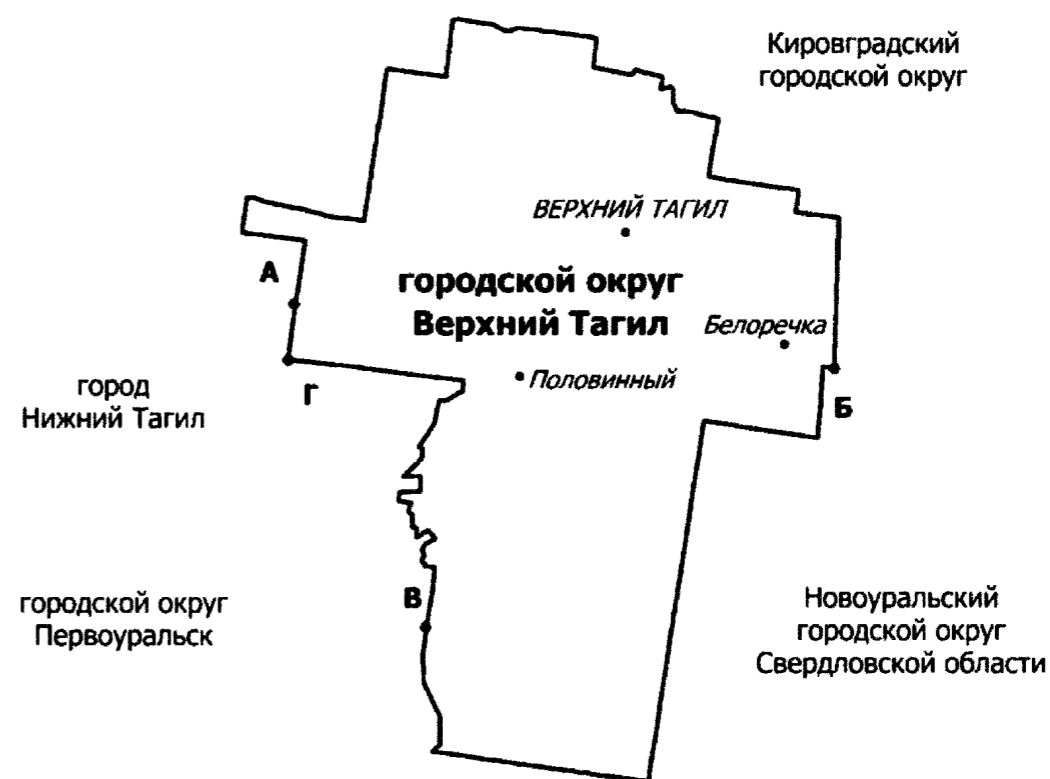 Кировградский
городской округ
ВЕРХНИЙ ТАГИЛ
А
городской округ
Верхний Тагил
Белоречка
Половинный
Г
город
Нижний Тагил
Б
В
городской округ
Первоуральск
Новоуральский
городской округ
Свердловской области